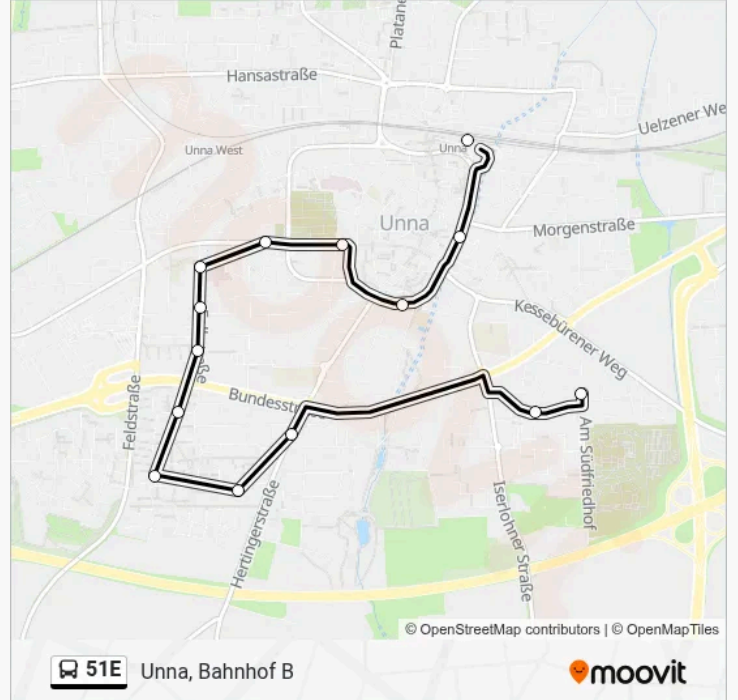 Platane
Hansastraße
Uelzener We
Unna West
Unna
Unna
Morgenstraße
Kessebürener Weg
Feldstraße
Bundesstr
Am Südfriedhof
Iserlohner Straße
Hertingerstraße
© OpenStreetMap contributors | © OpenMapTiles
51E Unna, Bahnhof B moovit